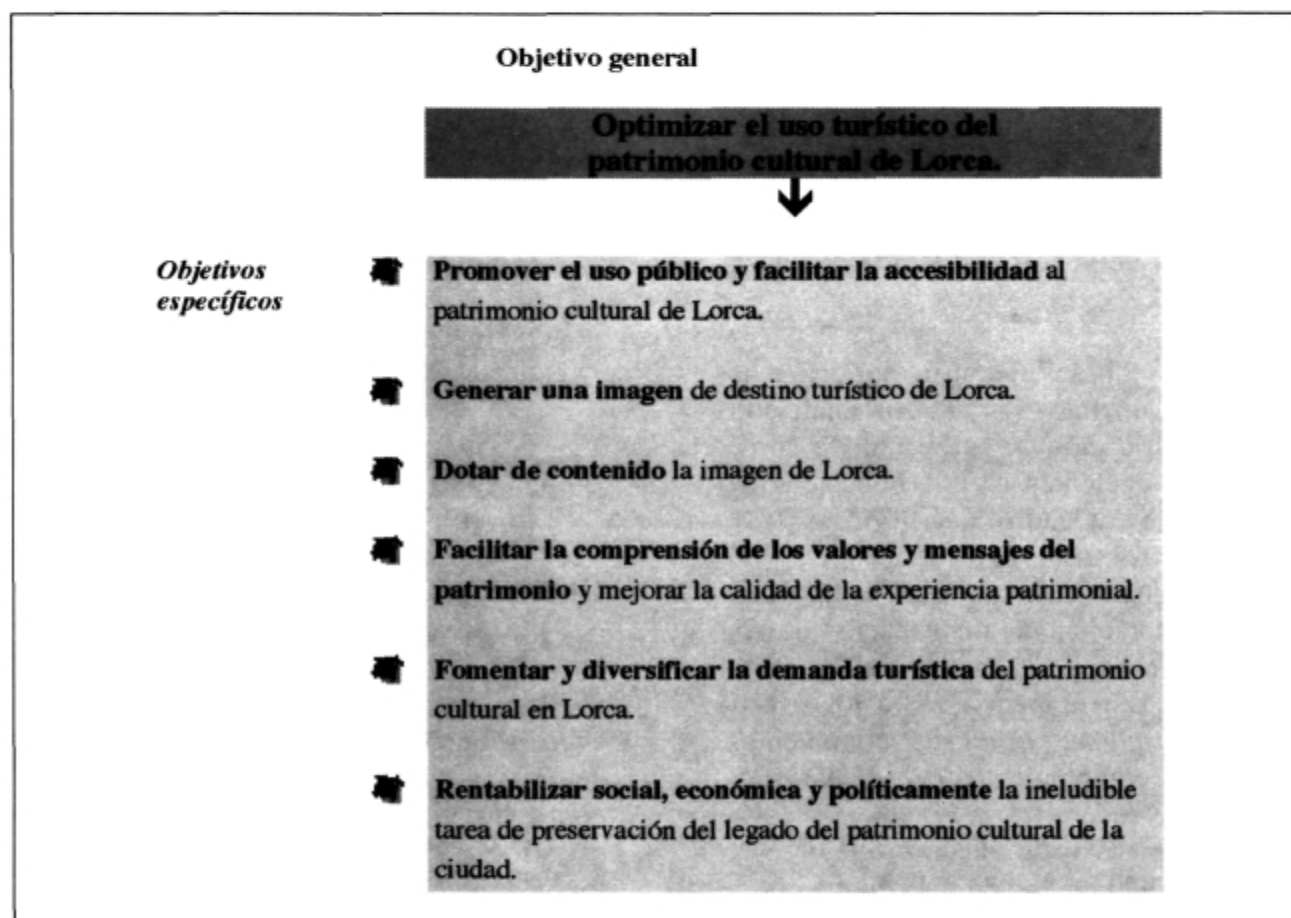 Objetivo general
Optimizar el uso turístico del
patrimonio cultural de Lorca.
Objetivos
específicos
Promover el uso público y facilitar la accesibilidad al
patrimonio cultural de Lorca.
Generar una imagen de destino turístico de Lorca.
Dotar de contenido la imagen de Lorca.
Facilitar la comprensión de los valores y mensajes del
patrimonio y mejorar la calidad de la experiencia patrimonial.
Fomentar y diversificar la demanda turística del patrimonio
cultural en Lorca.
Rentabilizar social, económica y políticamente la ineludible
tarea de preservación del legado del patrimonio cultural de la
ciudad.